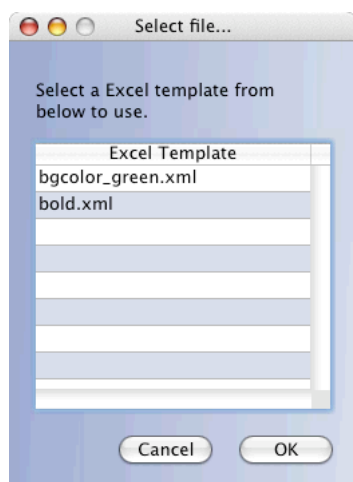 Select file...
Select a Excel template from
below to use.
Excel Template
bgcolor_green.xml
bold.xml
Cancel OK